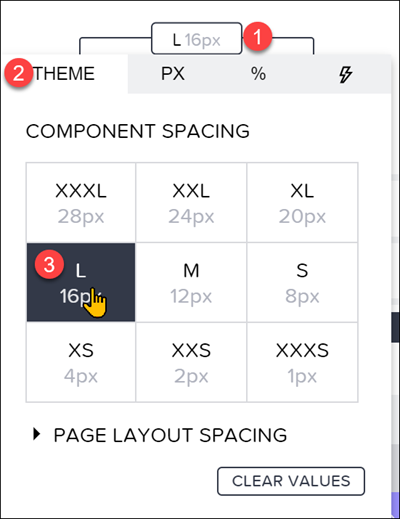 L 16px 1
2 THEME PX %
COMPONENT SPACING
XXXL XXL XL
28px 24px 20px
3 L M S
16px 12px 8px
XS XXS XXXS
4px 2px 1px
PAGE LAYOUT SPACING
CLEAR VALUES